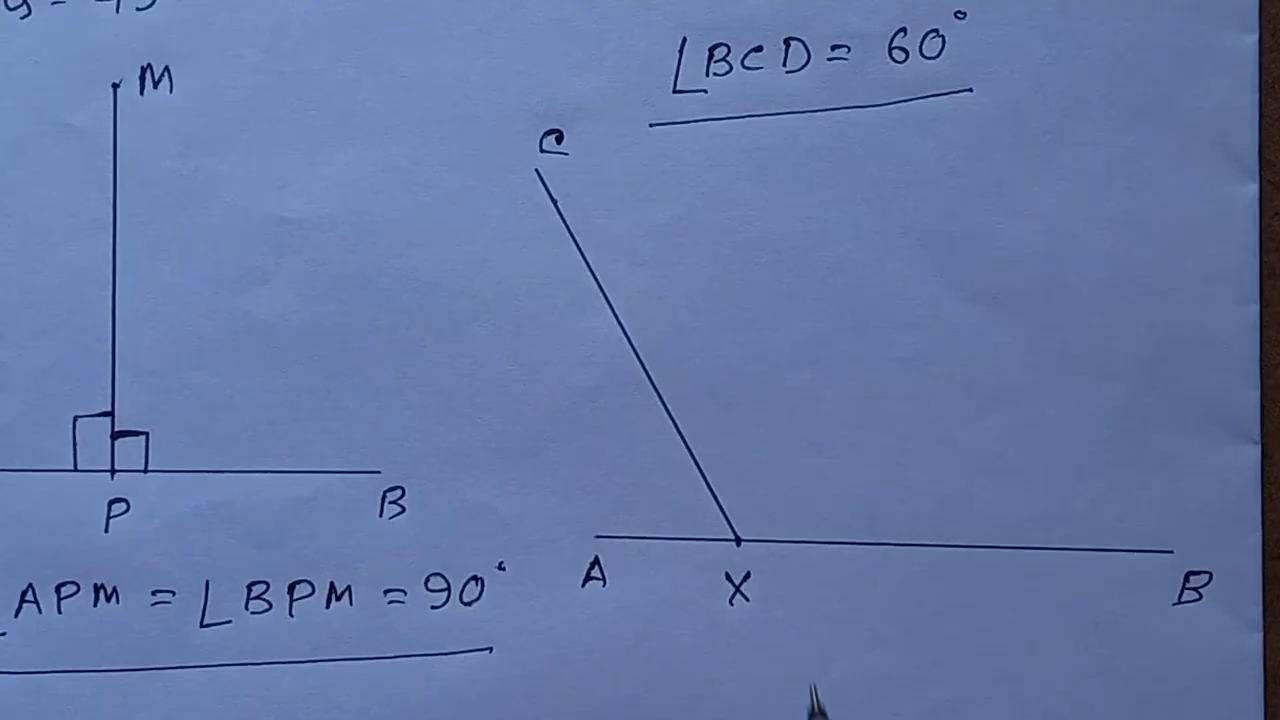 M
P
B
APM = ∠BPM = 90°
∠BCD = 60°
C
A
X
B